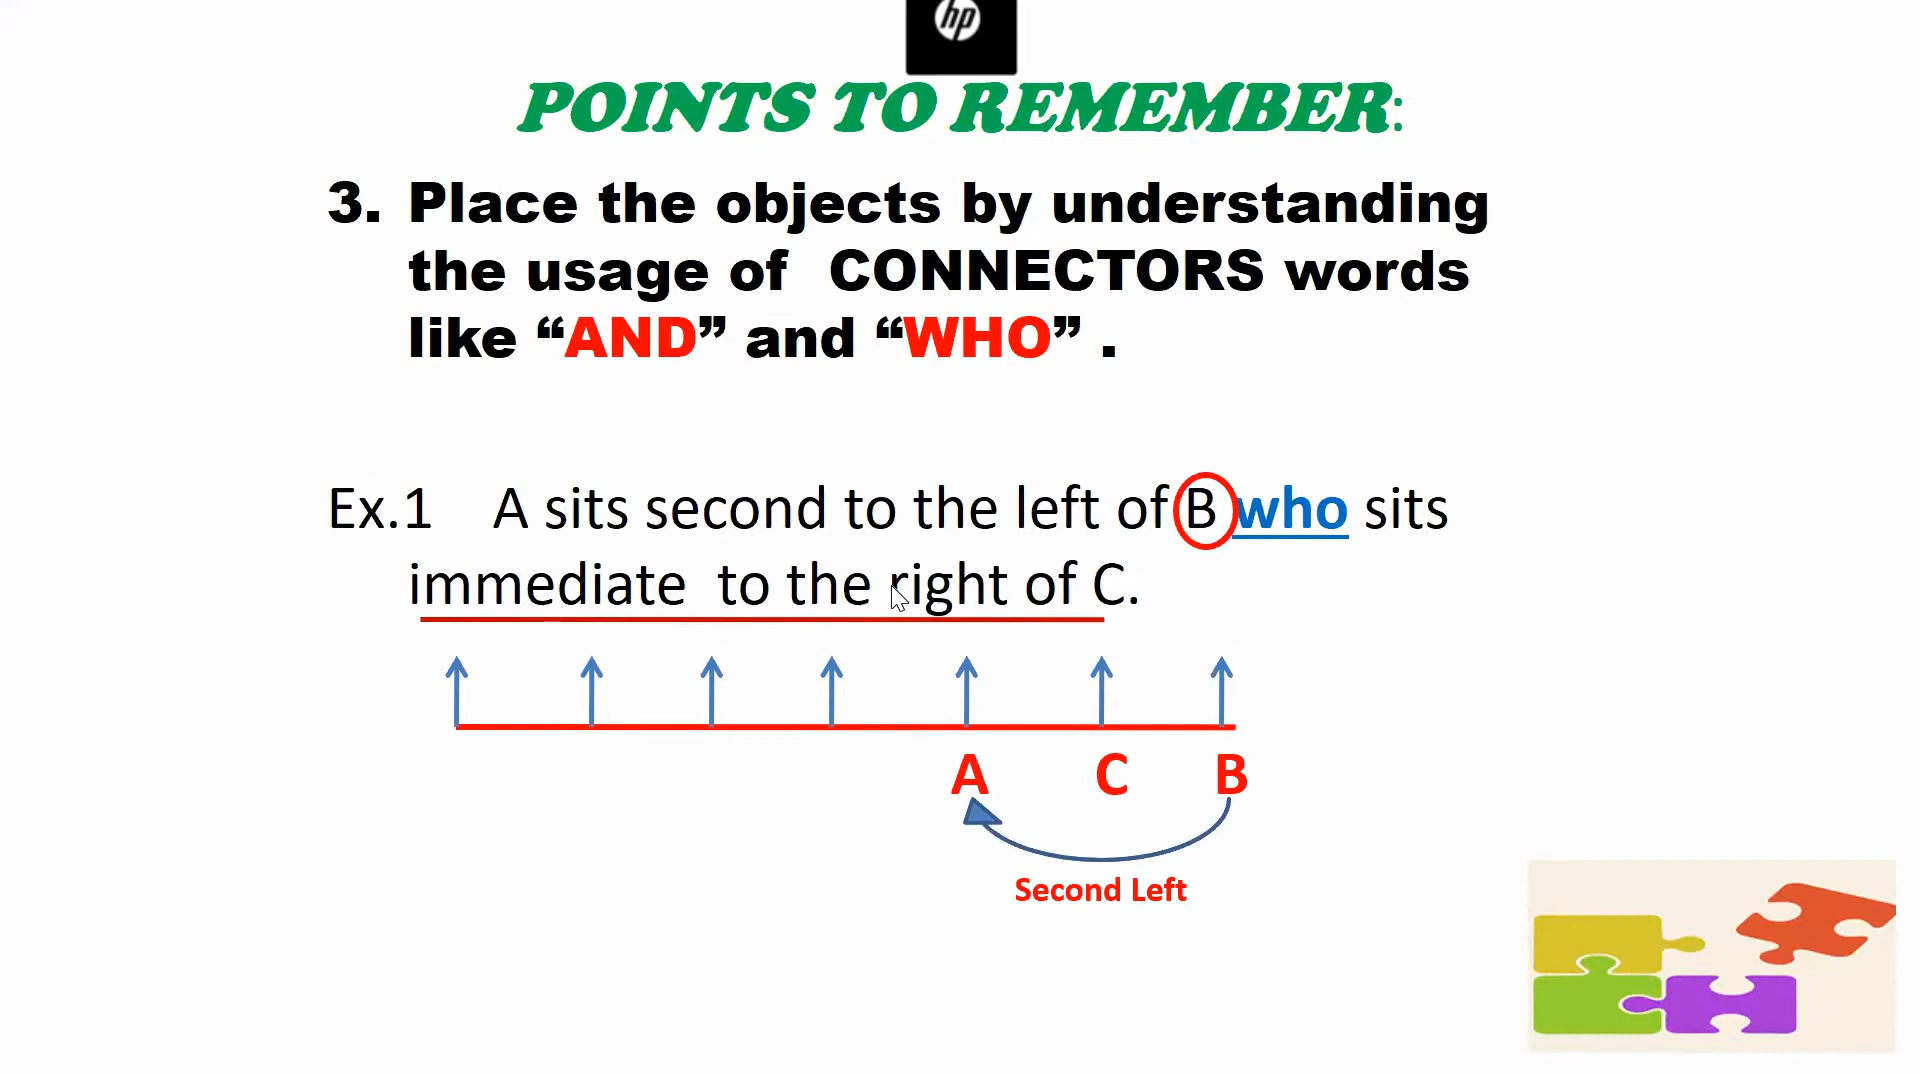 hp
POINTS TO REMEMBER:
3. Place the objects by understanding
the usage of CONNECTORS words
like “AND” and “WHO” .
Ex.1 A sits second to the left of B who sits
immediate to the right of C.
A C B
Second Left